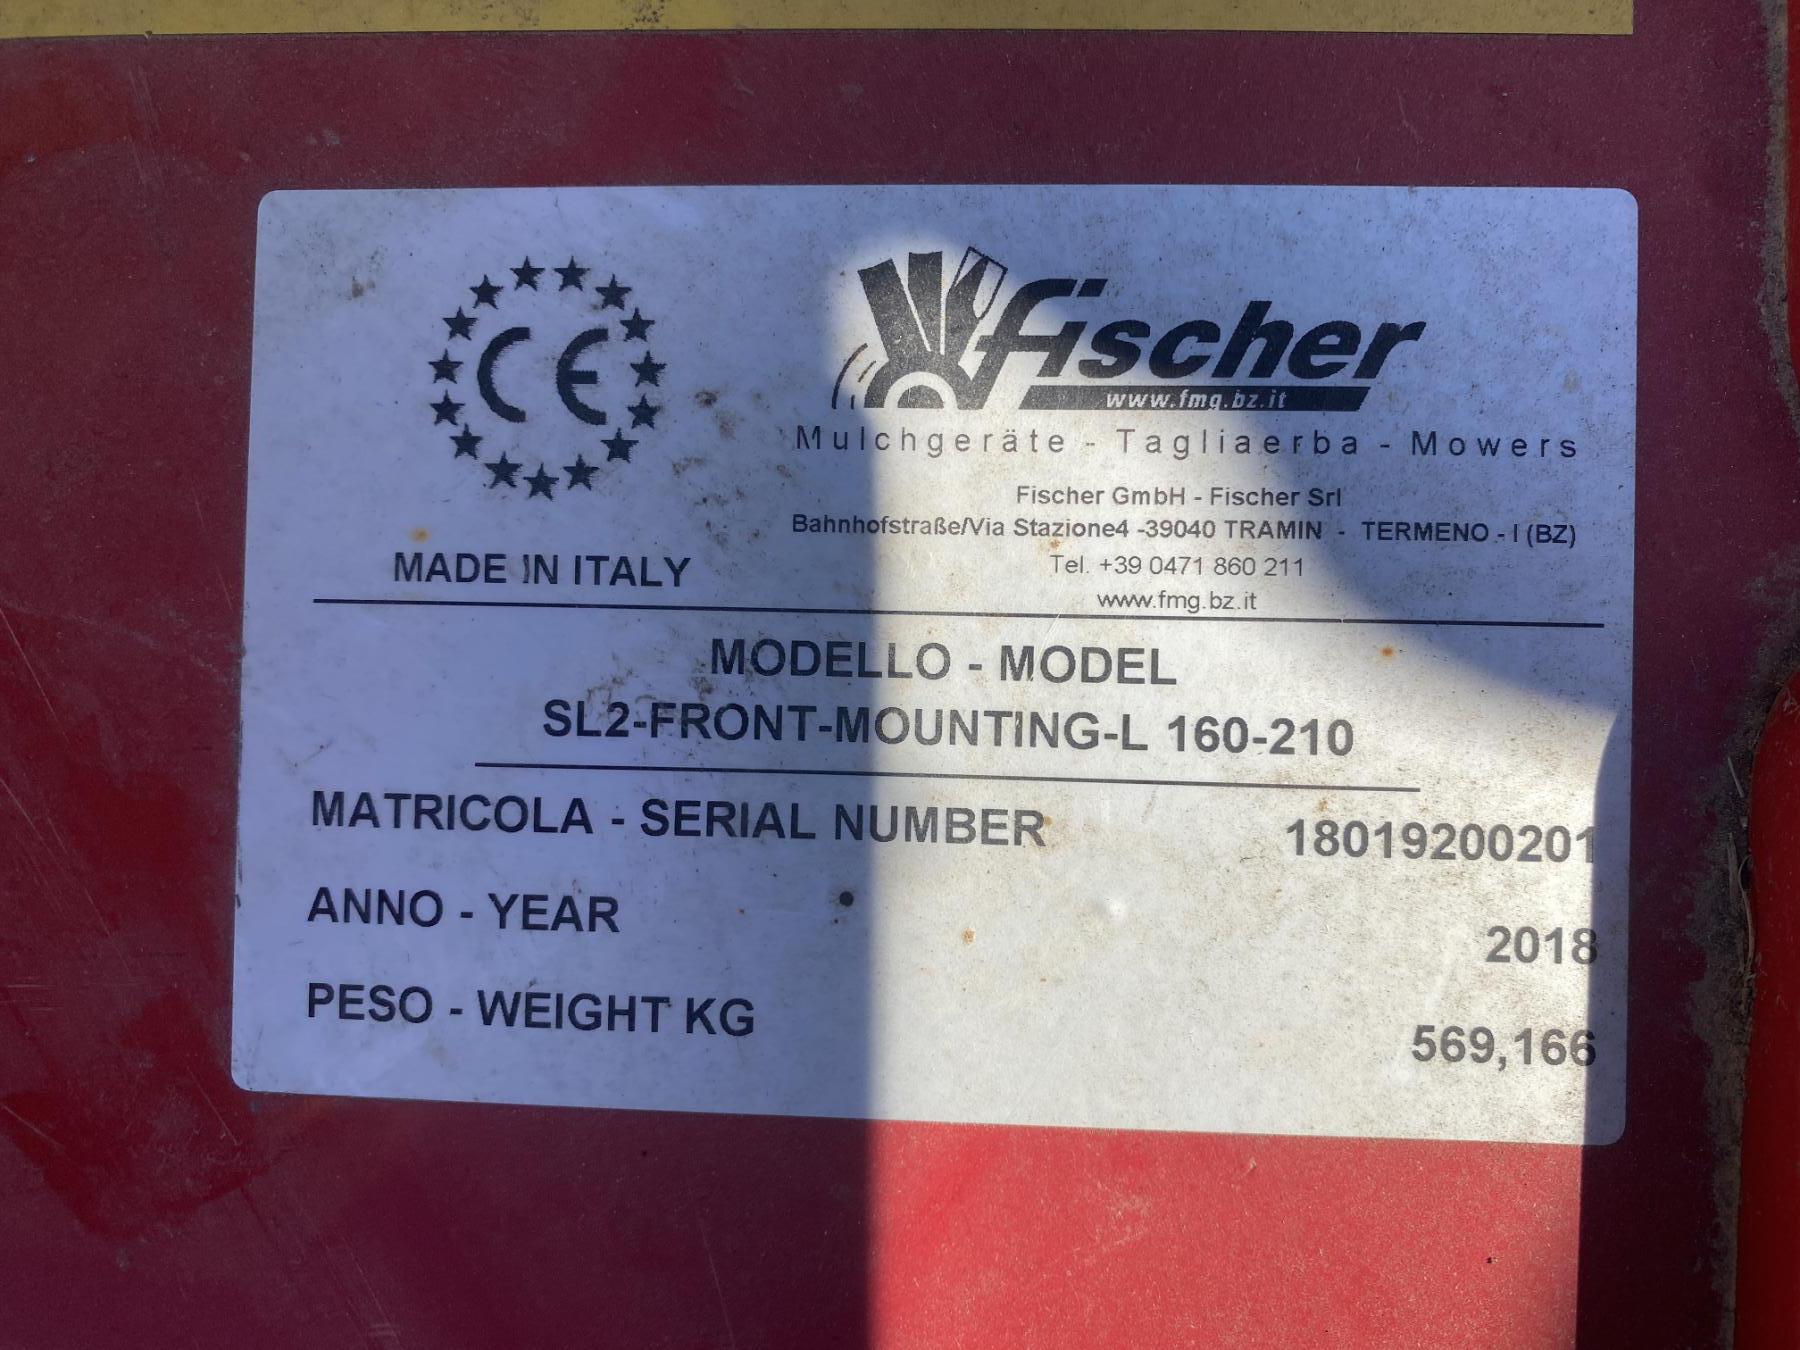 CE
fischer
www.fmg.bz.it
Mulchgeräte - Tagliaerba - Mowers
Fischer GmbH - Fischer Srl
Bahnhofstraße/Via Stazione4 -39040 TRAMIN - TERMENO - I (BZ)
Tel. +39 0471 860 211
www.fmg.bz.it
MADE IN ITALY
MODELLO - MODEL
SL2-FRONT-MOUNTING-L 160-210
MATRICOLA - SERIAL NUMBER 18019200201
ANNO - YEAR 2018
PESO - WEIGHT KG 569,166